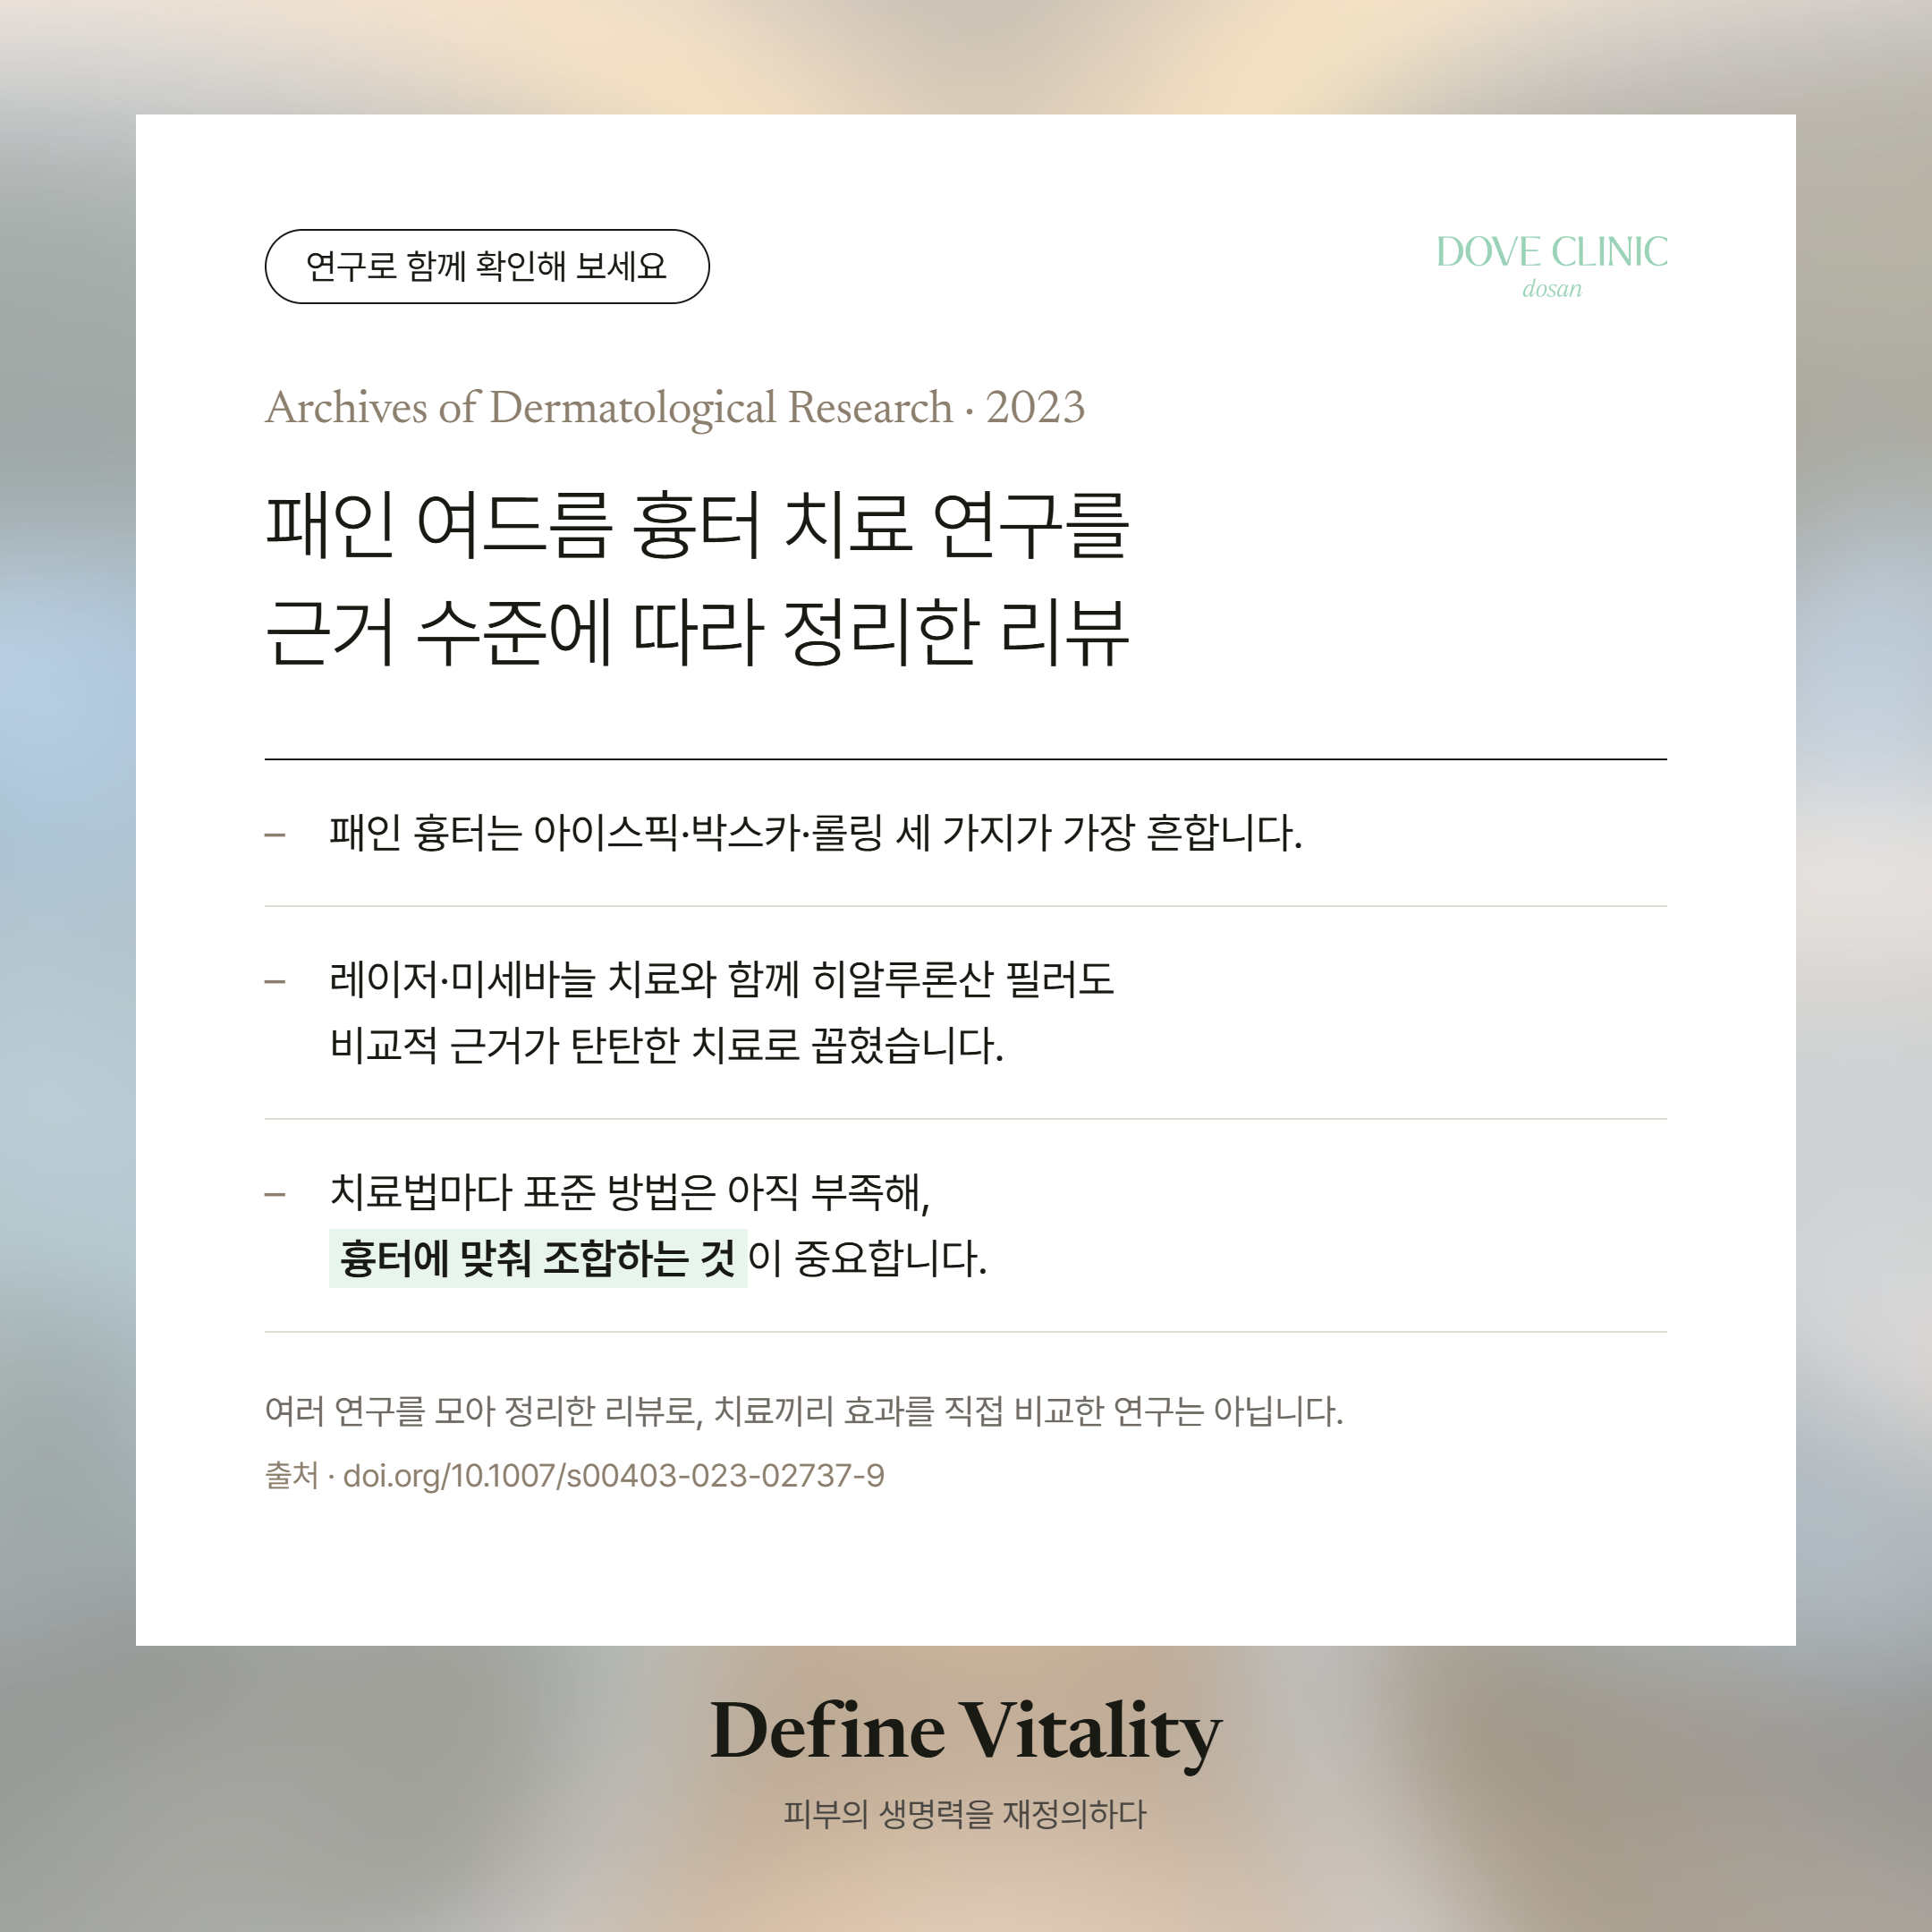 연구로 함께 확인해 보세요
DOVE CLINIC
dosan
Archives of Dermatological Research · 2023
패인 여드름 흉터 치료 연구를
근거 수준에 따라 정리한 리뷰
– 패인 흉터는 아이스픽·박스카·롤링 세 가지가 가장 흔합니다.
– 레이저·미세바늘 치료와 함께 히알루론산 필러도
비교적 근거가 탄탄한 치료로 꼽혔습니다.
– 치료법마다 표준 방법은 아직 부족해,
흉터에 맞춰 조합하는 것이 중요합니다.
여러 연구를 모아 정리한 리뷰로, 치료끼리 효과를 직접 비교한 연구는 아닙니다.
출처 · doi.org/10.1007/s00403-023-02737-9
Define Vitality
피부의 생명력을 재정의하다